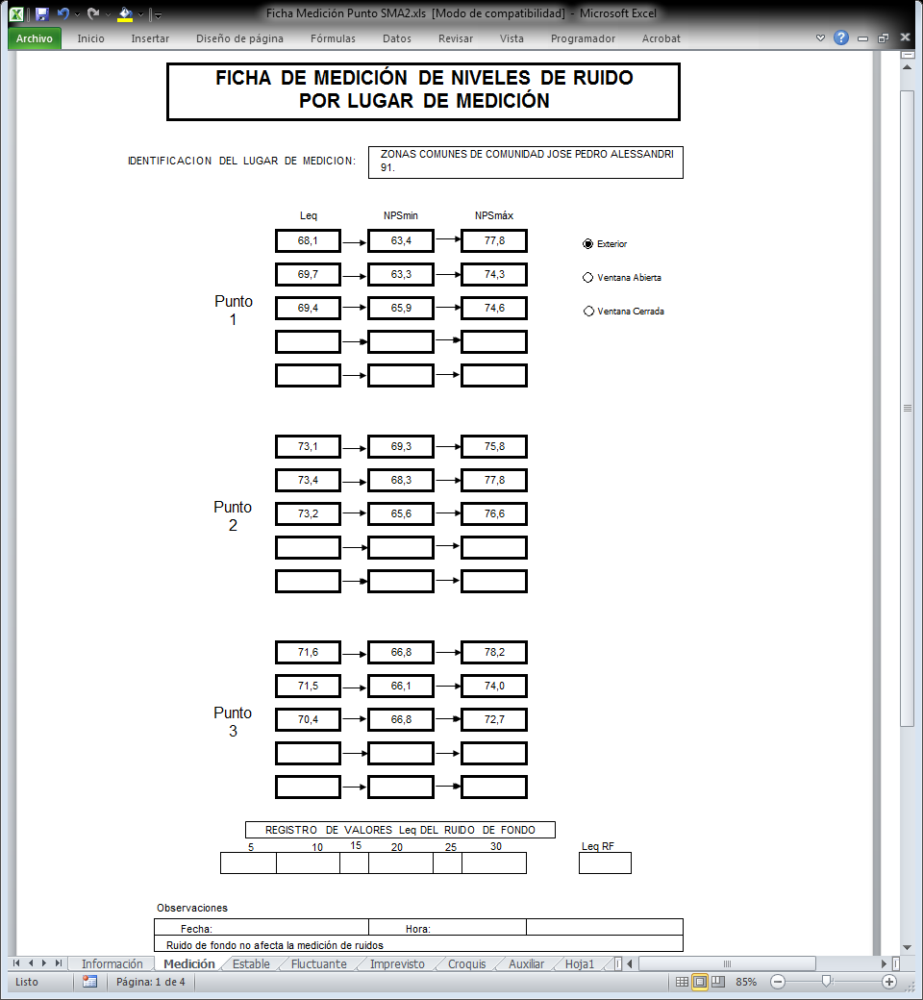 Ficha Medición Punto SMA2.xls [Modo de compatibilidad] - Microsoft Excel
Archivo Inicio Insertar Diseño de página Fórmulas Datos Revisar Vista Programador Acrobat
FICHA DE MEDICIÓN DE NIVELES DE RUIDO
POR LUGAR DE MEDICIÓN
IDENTIFICACION DEL LUGAR DE MEDICION:
ZONAS COMUNES DE COMUNIDAD JOSE PEDRO ALESSANDRI
91.
Leq NPSmin NPSmáx
68,1 63,4 77,8
Exterior
69,7 63,3 74,3
Ventana Abierta
Punto
1
69,4 65,9 74,6
Ventana Cerrada
73,1 69,3 75,8
73,4 68,3 77,8
Punto
2
73,2 65,6 76,6
71,6 66,8 78,2
71,5 66,1 74,0
Punto
3
70,4 66,8 72,7
REGISTRO DE VALORES Leq DEL RUIDO DE FONDO
5 10 15 20 25 30 Leq RF
Observaciones
Fecha: Hora:
Ruido de fondo no afecta la medición de ruidos
Información Medición Estable Fluctuante Imprevisto Croquis Auxiliar Hoja1
Listo Página: 1 de 4 85%